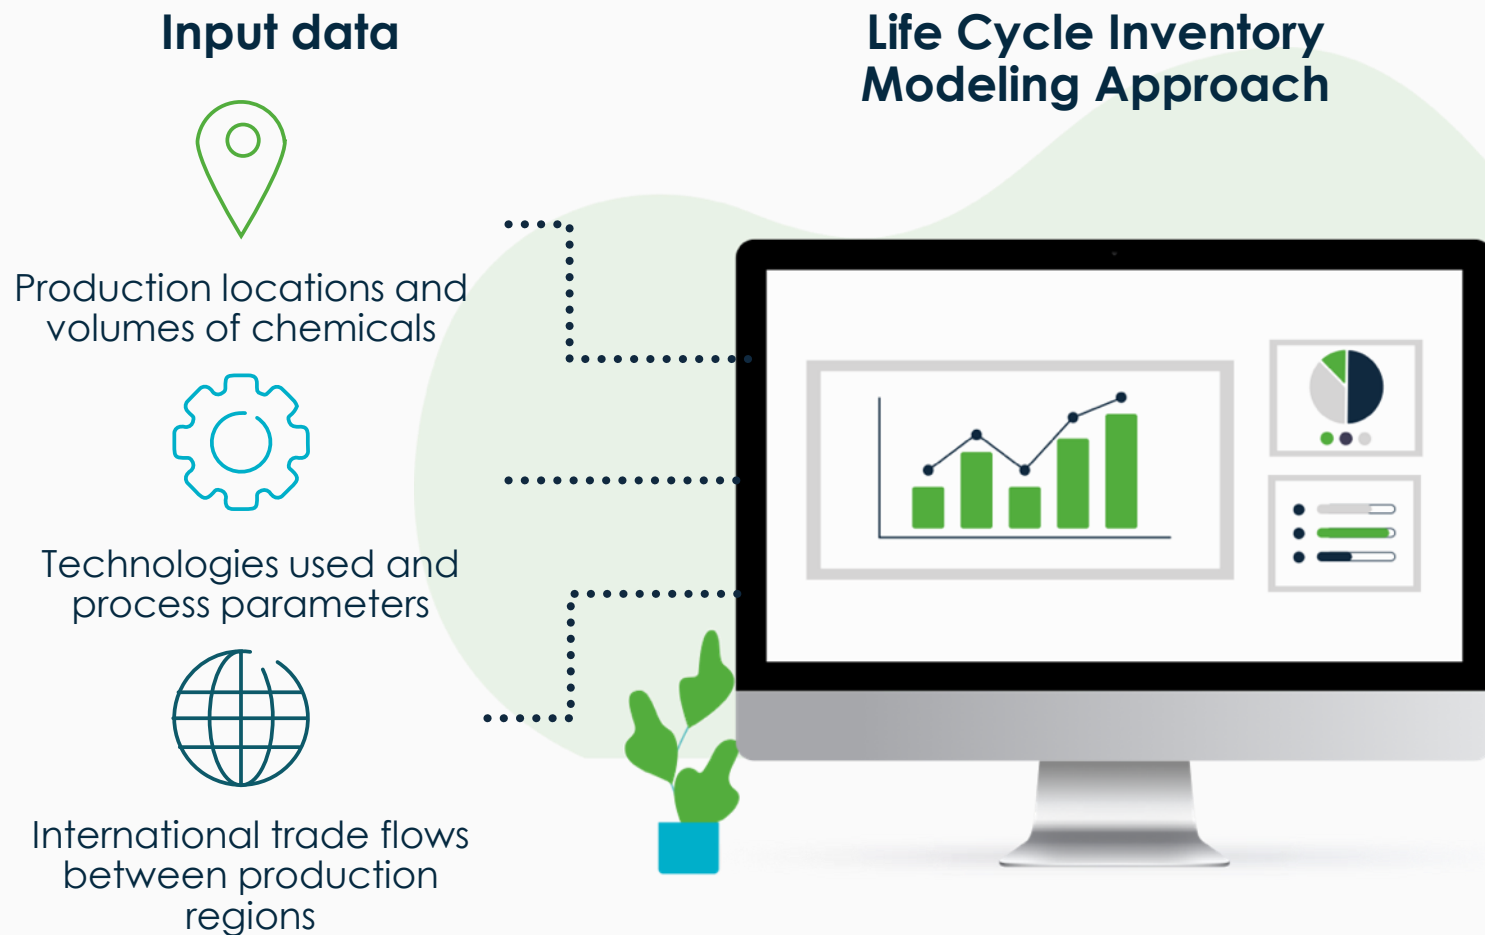 Input data
Production locations and
volumes of chemicals
Technologies used and
process parameters
International trade flows
between production
regions
Life Cycle Inventory
Modeling Approach